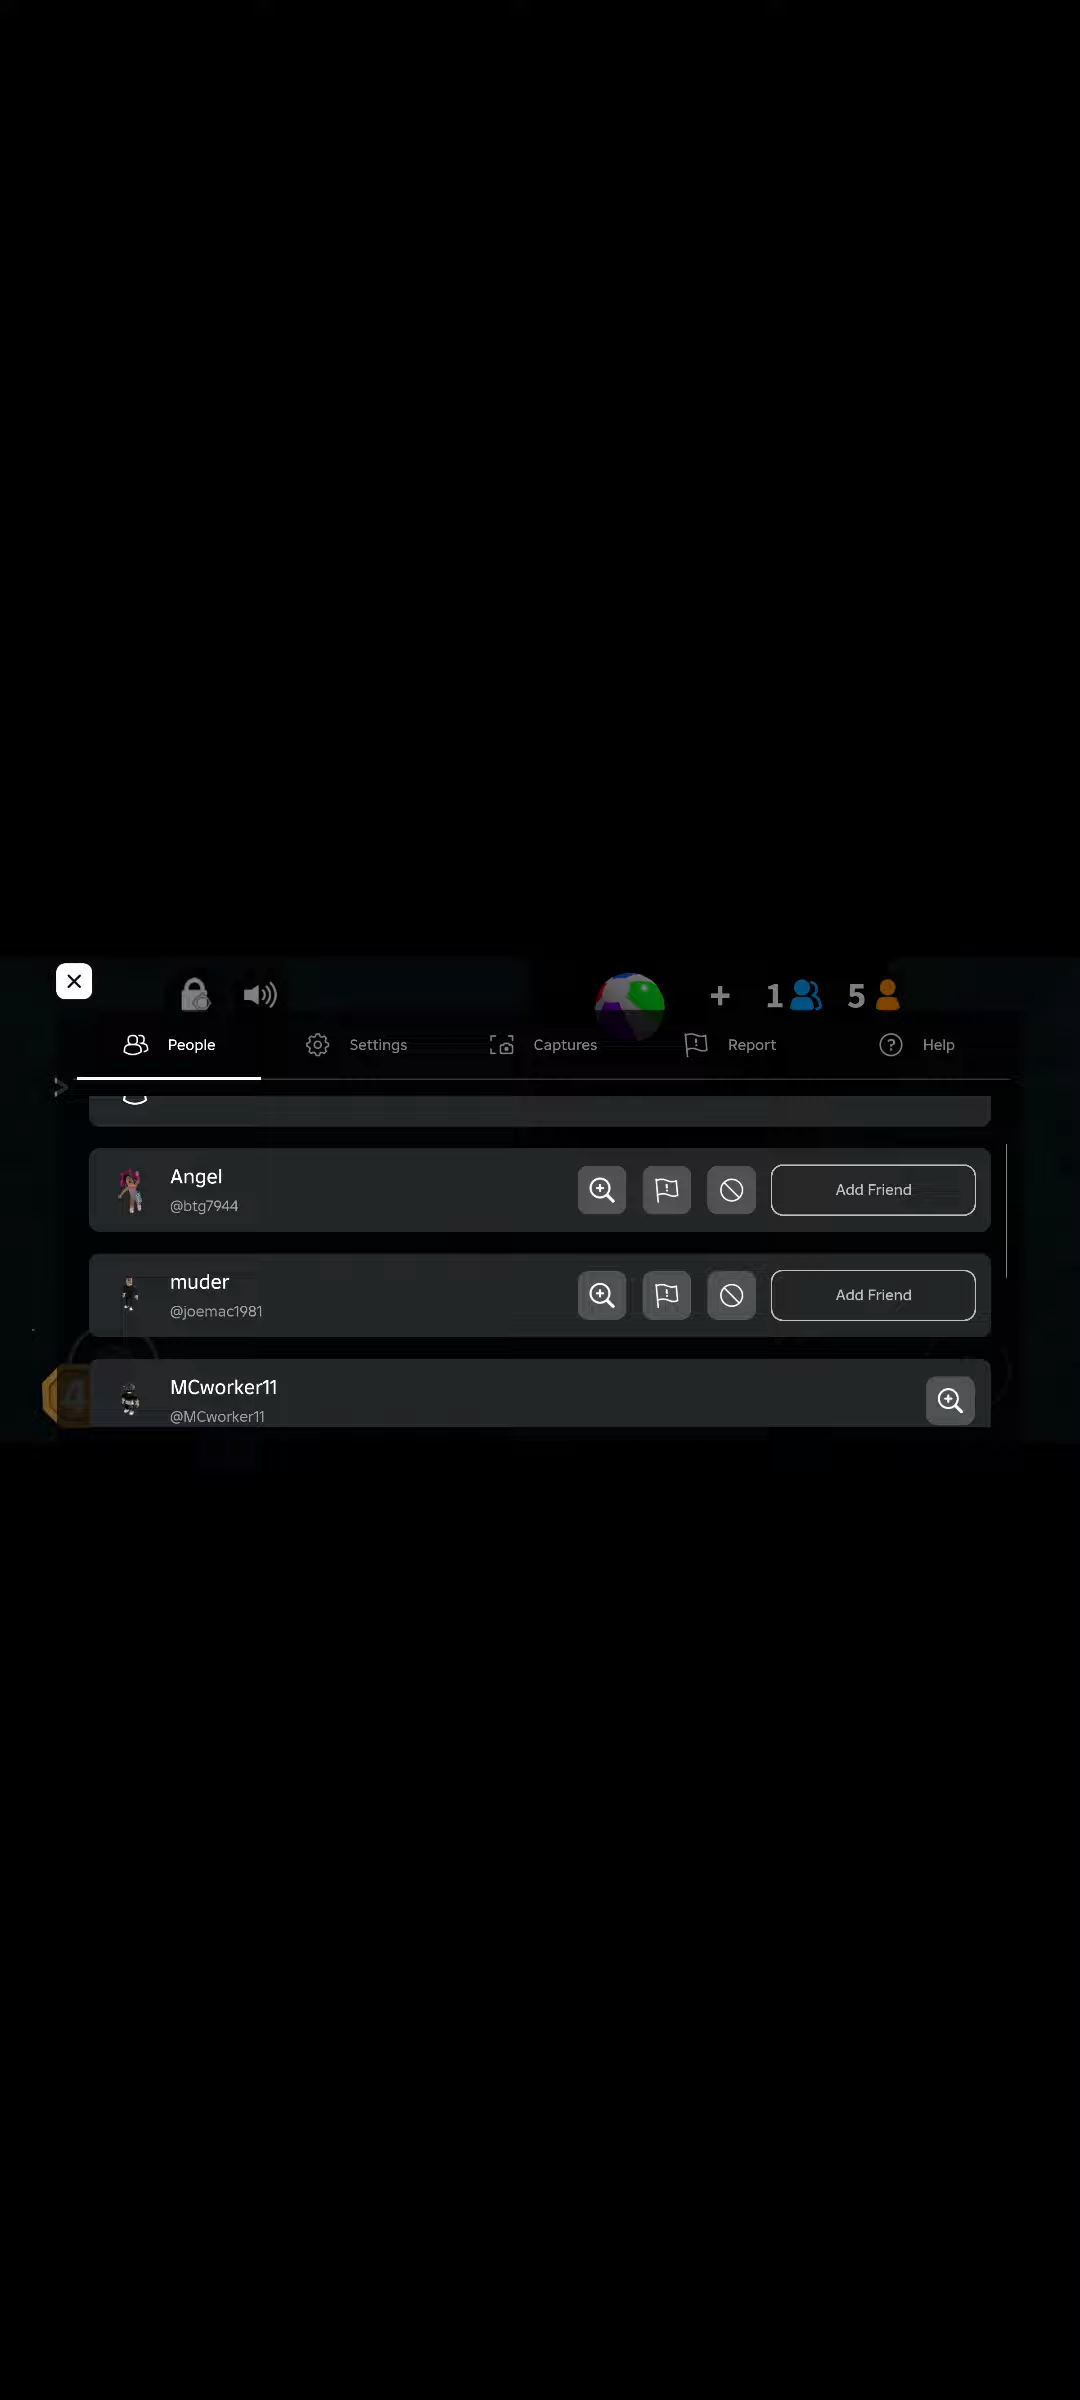 + 1 5
People Settings Captures Report Help
Angel
@btg7944
Add Friend
muder
@joemac1981
Add Friend
MCworker11
@MCworker11